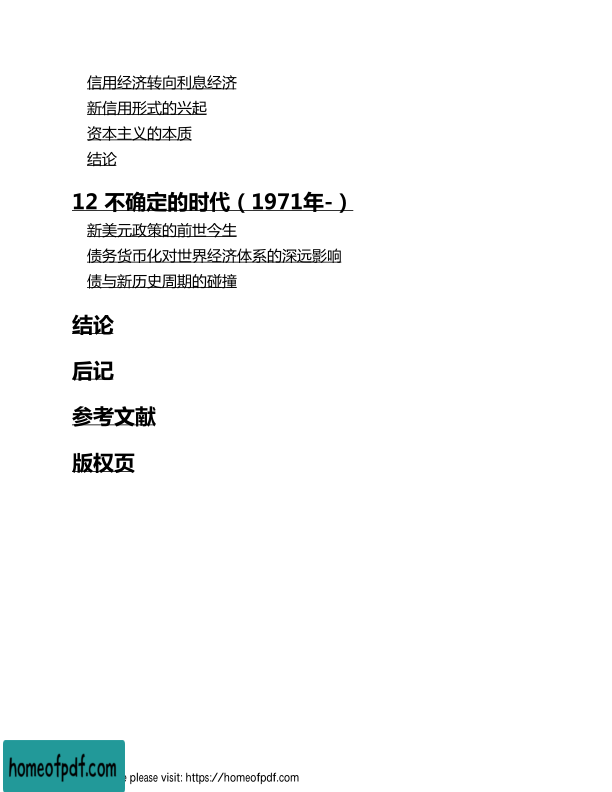 信用经济转向利息经济
新信用形式的兴起
资本主义的本质
结论
12 不确定的时代（1971年-）
新美元政策的前世今生
债务货币化对世界经济体系的深远影响
债与新历史周期的碰撞
结论
后记
参考文献
版权页
homeofpdf.com
please visit: https://homeofpdf.com